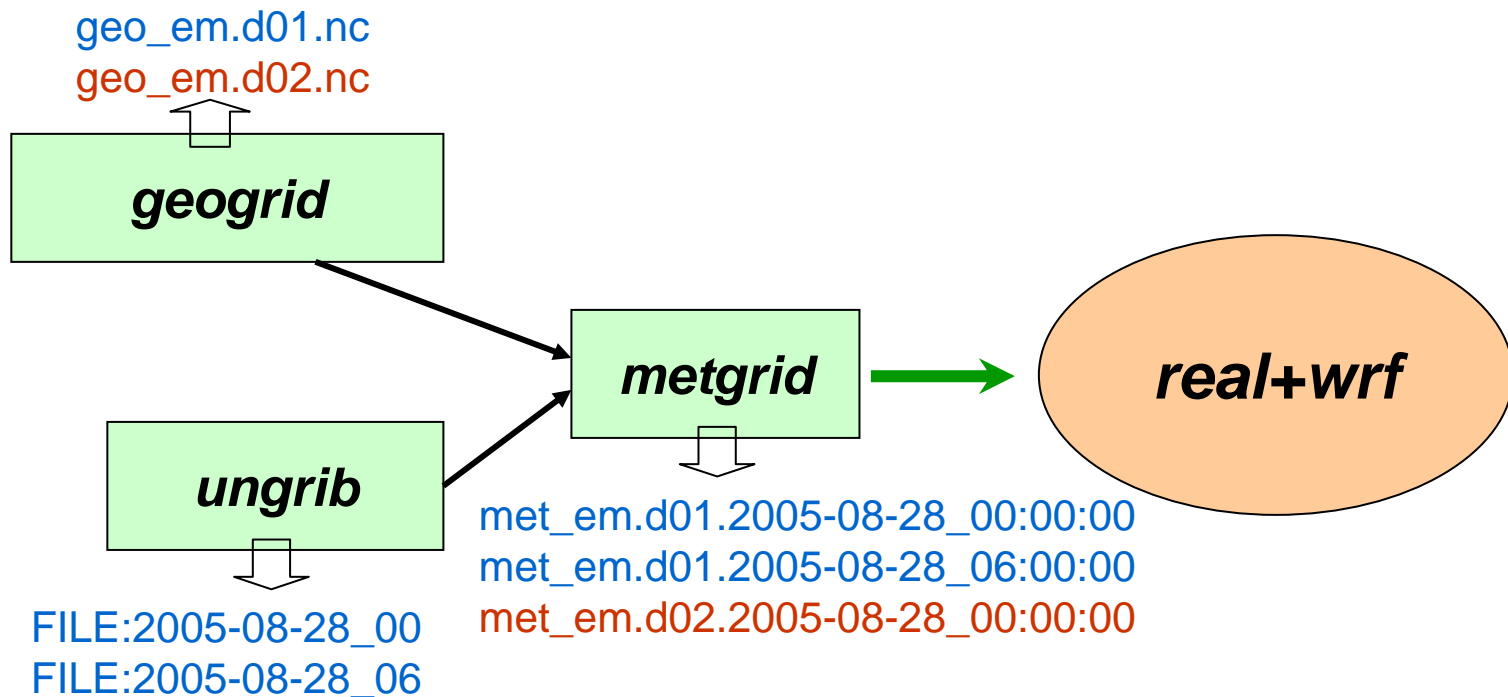 geo_em.d01.nc
geo_em.d02.nc
geogrid
metgrid
real+wrf
ungrib
met_em.d01.2005-08-28_00:00:00
met_em.d01.2005-08-28_06:00:00
met_em.d02.2005-08-28_00:00:00
FILE:2005-08-28_00
FILE:2005-08-28_06